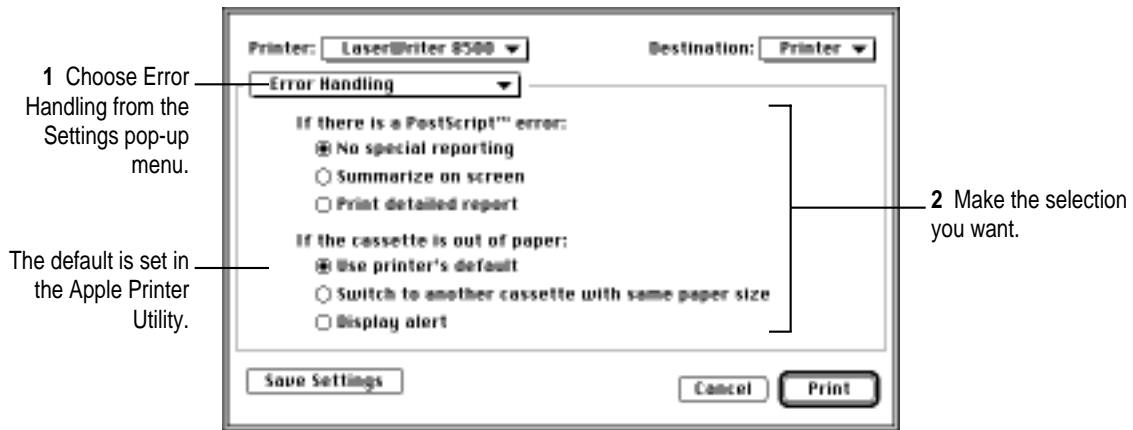 Printer: LaserWriter 8500 Destination: Printer
Error Handling
1 Choose Error
Handling from the
Settings pop-up
menu.
If there is a PostScript™ error:
No special reporting
Summarize on screen
Print detailed report
2 Make the selection
you want.
If the cassette is out of paper:
Use printer's default
Switch to another cassette with same paper size
Display alert
The default is set in
the Apple Printer
Utility.
Save Settings Cancel Print